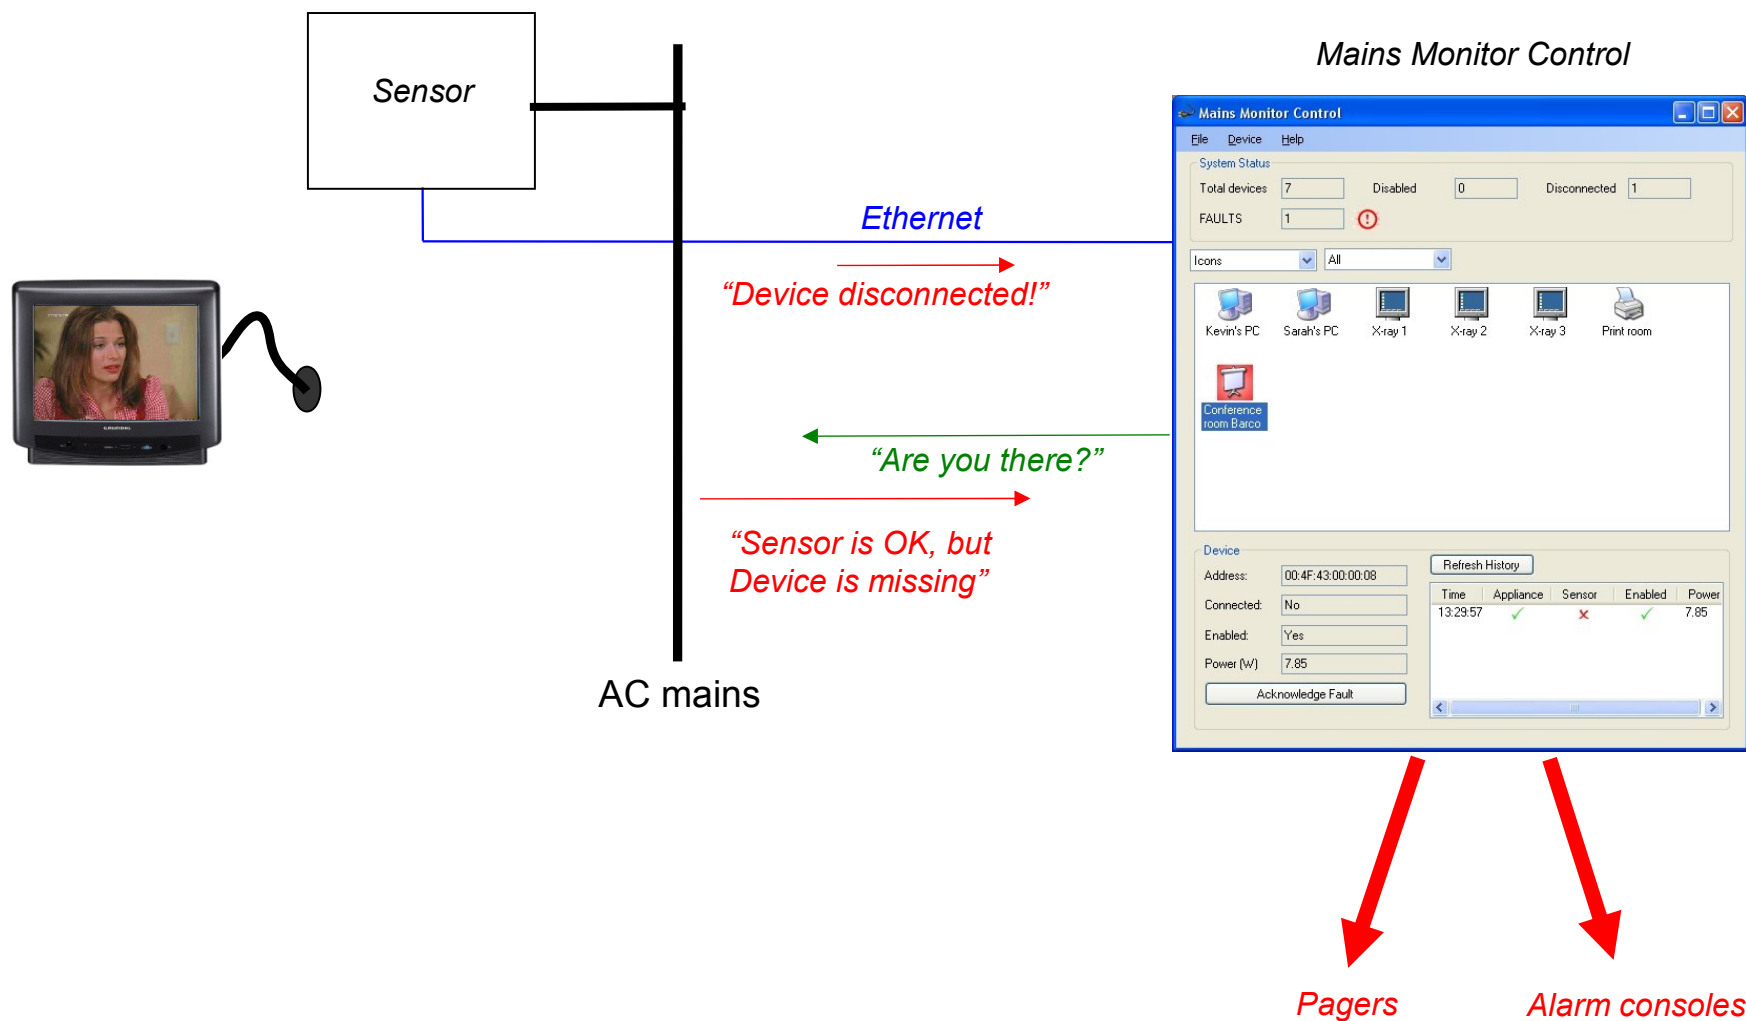 Mains Monitor Control
Sensor
Mains Monitor Control
File Device Help
System Status
Total devices 7 Disabled 0 Disconnected 1
FAULTS 1
Ethernet
Icons All
“Device disconnected!”
Kevin's PC Sarah's PC X-ray 1 X-ray 2 X-ray 3 Print room
Conference
room Barco
GRUNDIG
“Are you there?”
“Sensor is OK, but
Device is missing”
AC mains
Device
Address: 00:4F:43:00:00:08
Connected: No
Enabled: Yes
Power (W) 7.85
Acknowledge Fault
Refresh History
Time Appliance Sensor Enabled Power
13:29:57 7.85
Pagers
Alarm consoles